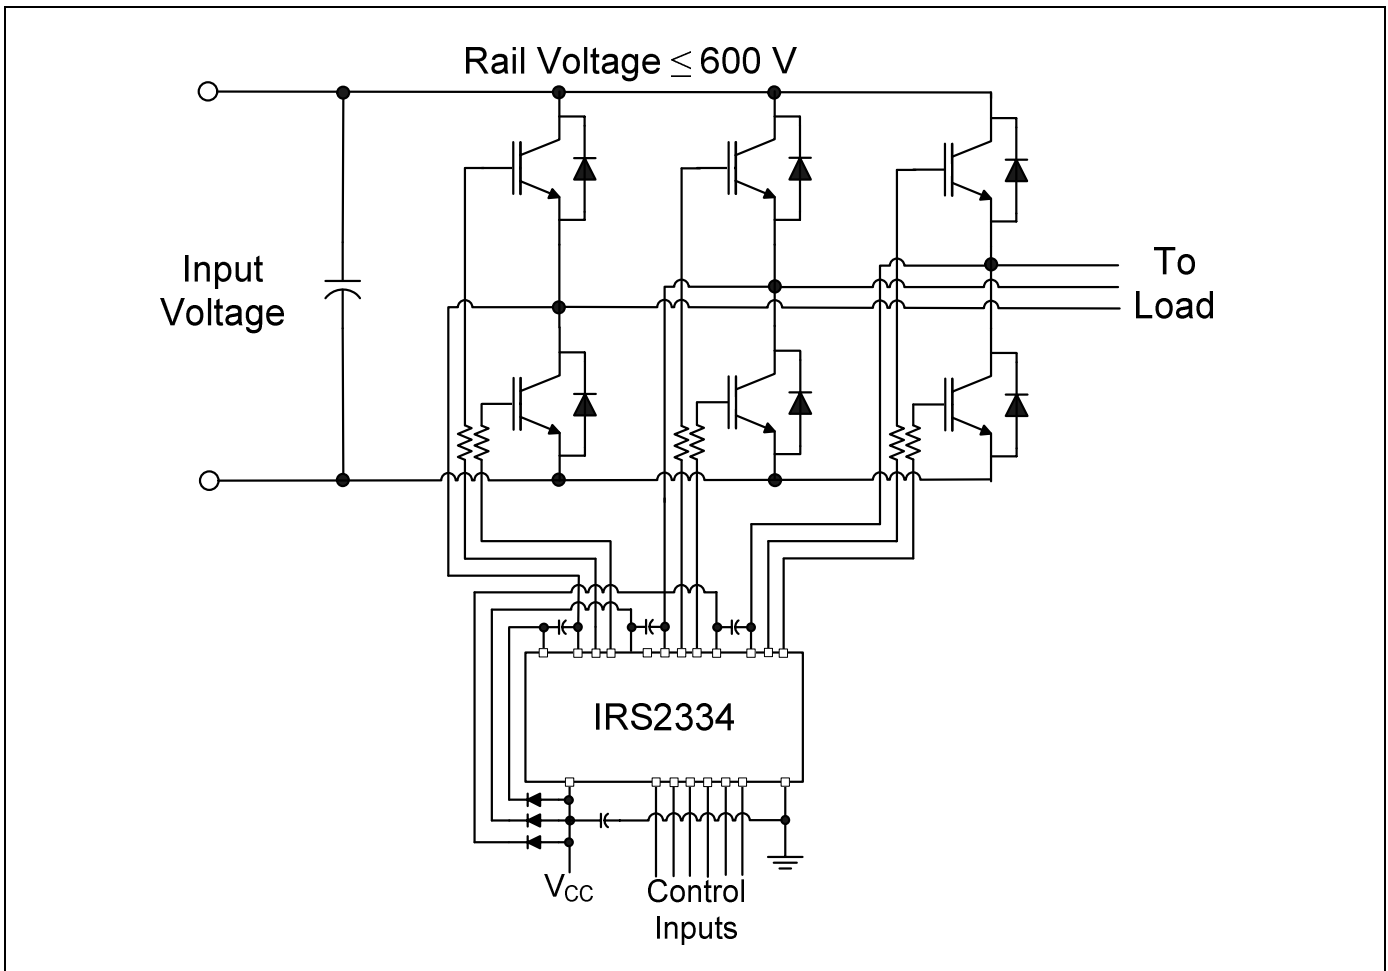 Rail Voltage ≤ 600 V
Input
Voltage
To
Load
IRS2334
VCC
Control
Inputs